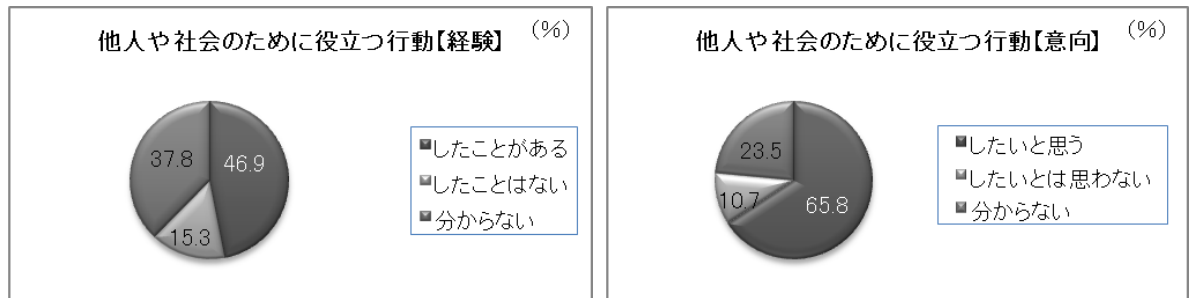 他人や社会のために役立つ行動【経験】 (%)
37.8
46.9
15.3
したことがある
したことはない
分からない
他人や社会のために役立つ行動【意向】 (%)
23.5
10.7
65.8
したいと思う
したいとは思わない
分からない